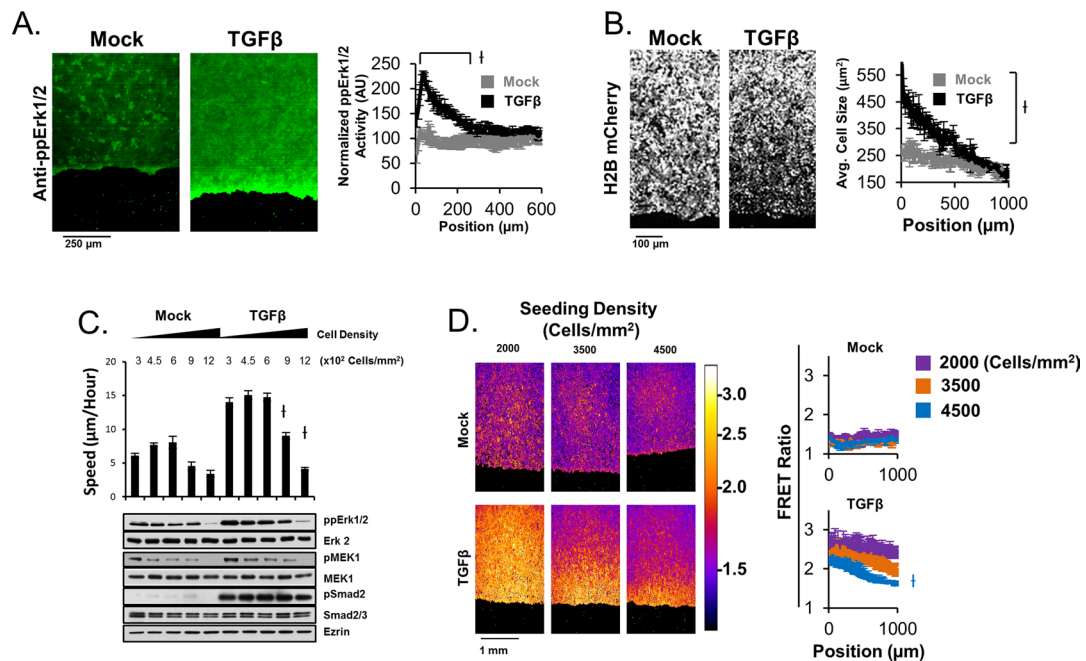 A.
Mock
TGFβ
Anti-ppErk1/2
250 µm
Normalized ppErk1/2
Activity (AU)
250
200
150
100
50
0
Mock
TGFβ
0 200 400 600
Position (µm)
B.
Mock
TGFβ
H2B mCherry
100 µm
Avg. Cell Size (µm²)
550
450
350
250
150
Mock
TGFβ
0 500 1000
Position (µm)
C.
Mock
TGFβ
Cell Density
3 4.5 6 9 12 3 4.5 6 9 12 (x10² Cells/mm²)
Speed (µm/Hour)
20
15
10
5
0
ppErk1/2
Erk 2
pMEK1
MEK1
pSmad2
Smad2/3
Ezrin
D.
Seeding Density
(Cells/mm²)
2000 3500 4500
Mock
TGFβ
1 mm
3.0
2.5
2.0
1.5
FRET Ratio
Mock
3
2
1
0 1000
2000 (Cells/mm²)
3500
4500
TGFβ
3
2
1
0 1000
Position (µm)